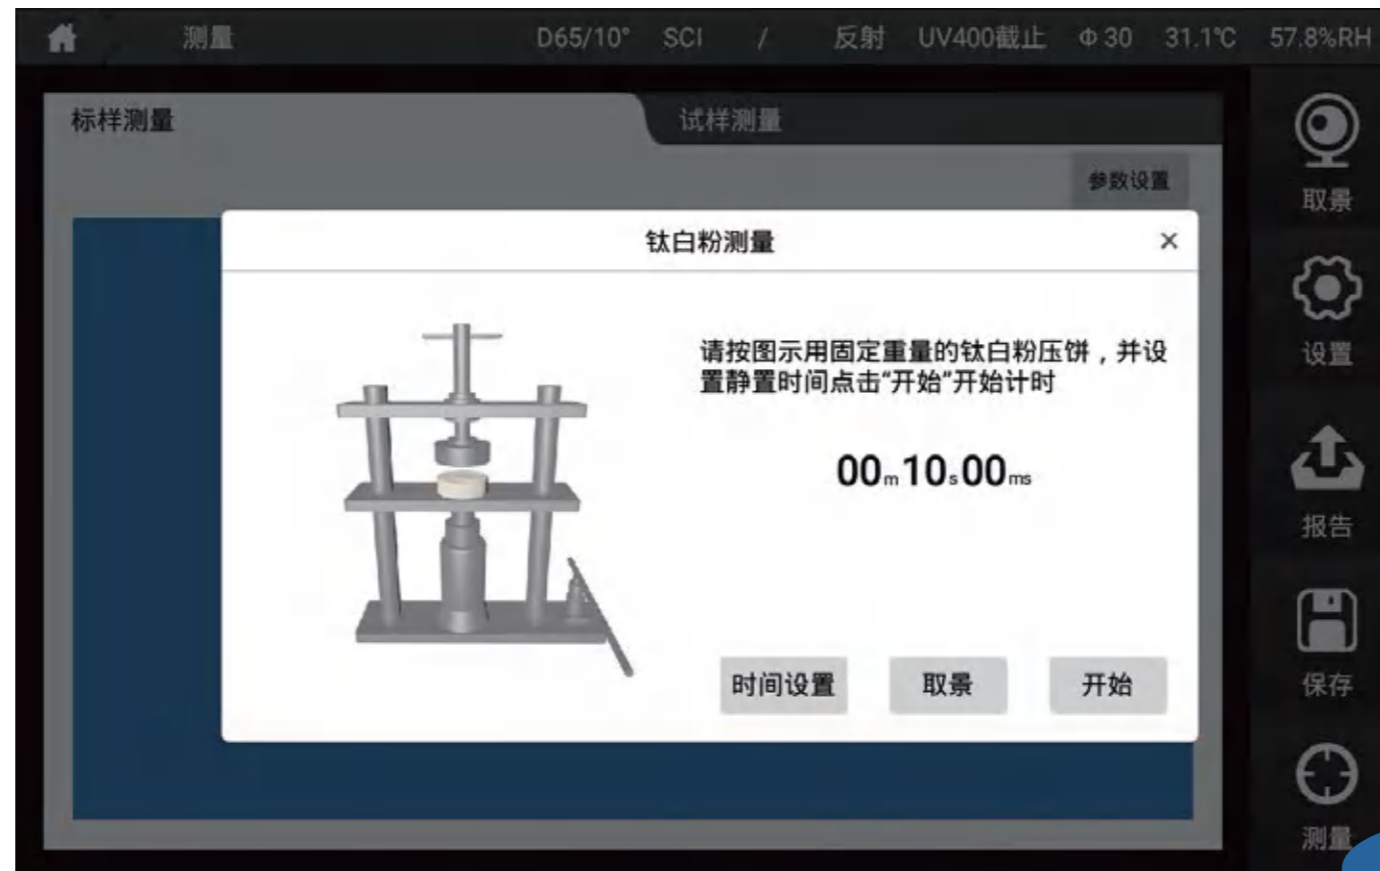 测量 D65/10° SCI / 反射 UV400截止 Φ30 31.1℃ 57.8%RH
标样测量 试样测量
参数设置
取景
钛白粉测量 ×
请按图示用固定重量的钛白粉压饼，并设
置静置时间点击“开始”开始计时
设置
00m10s00ms
报告
时间设置 取景 开始
保存
测量